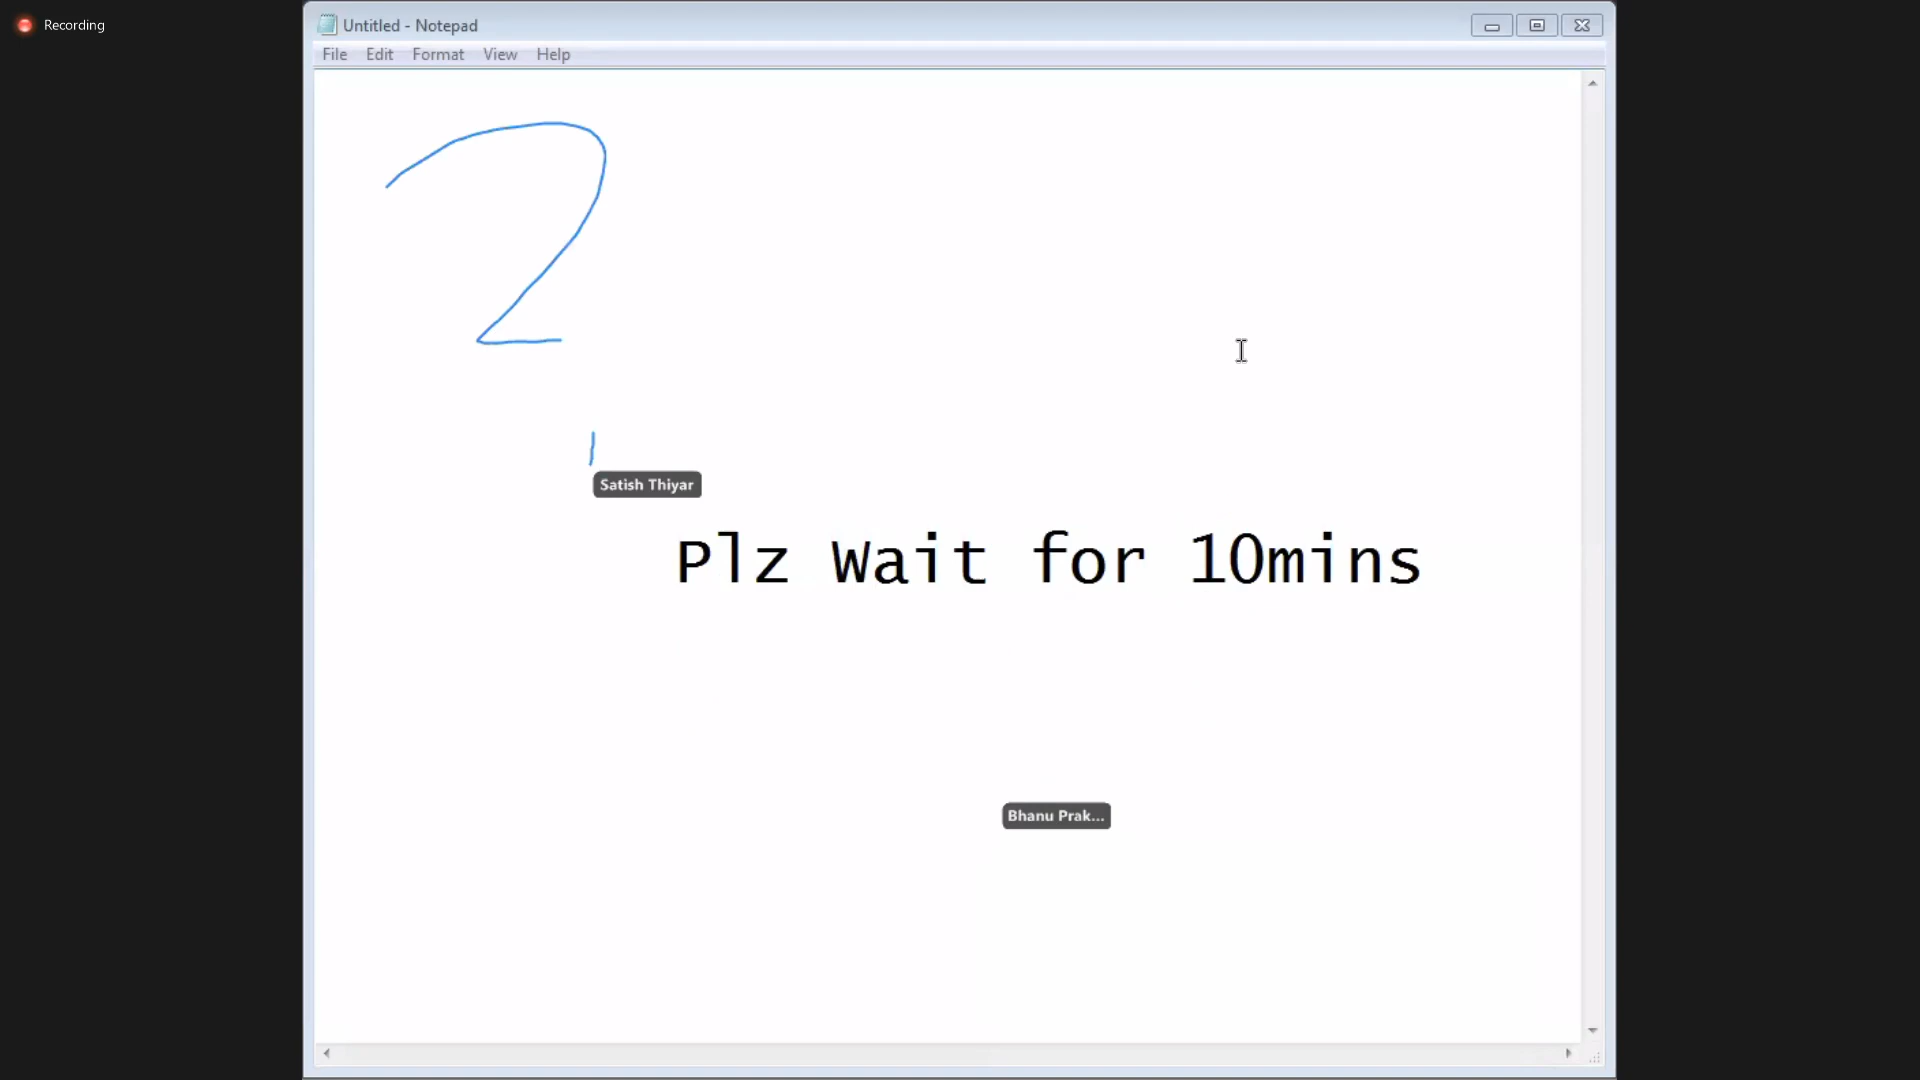 Recording
Untitled - Notepad
File Edit Format View Help
2
Satish Thiyar
Plz Wait for 10mins
Bhanu Prak...